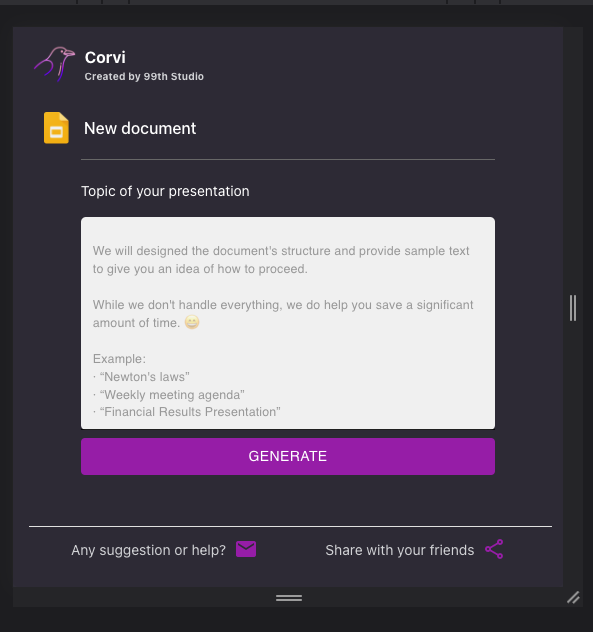 Corvi
Created by 99th Studio
New document
Topic of your presentation
We will designed the document's structure and provide sample text
to give you an idea of how to proceed.
While we don't handle everything, we do help you save a significant
amount of time. 😀
Example:
· “Newton's laws”
· “Weekly meeting agenda”
· “Financial Results Presentation”
GENERATE
Any suggestion or help?
Share with your friends